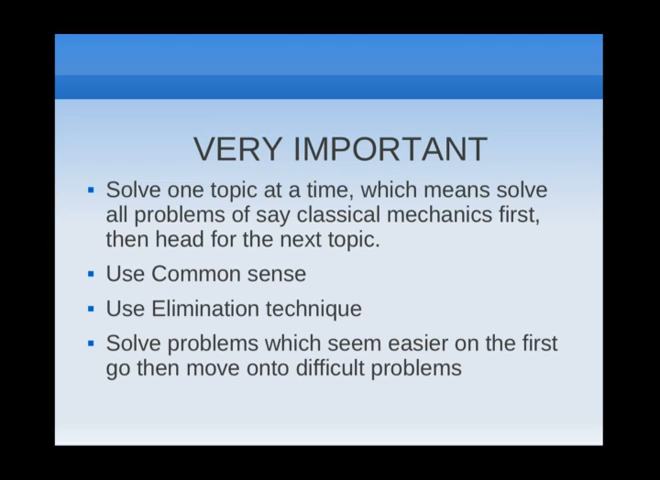 VERY IMPORTANT
Solve one topic at a time, which means solve
all problems of say classical mechanics first,
then head for the next topic.
Use Common sense
Use Elimination technique
Solve problems which seem easier on the first
go then move onto difficult problems